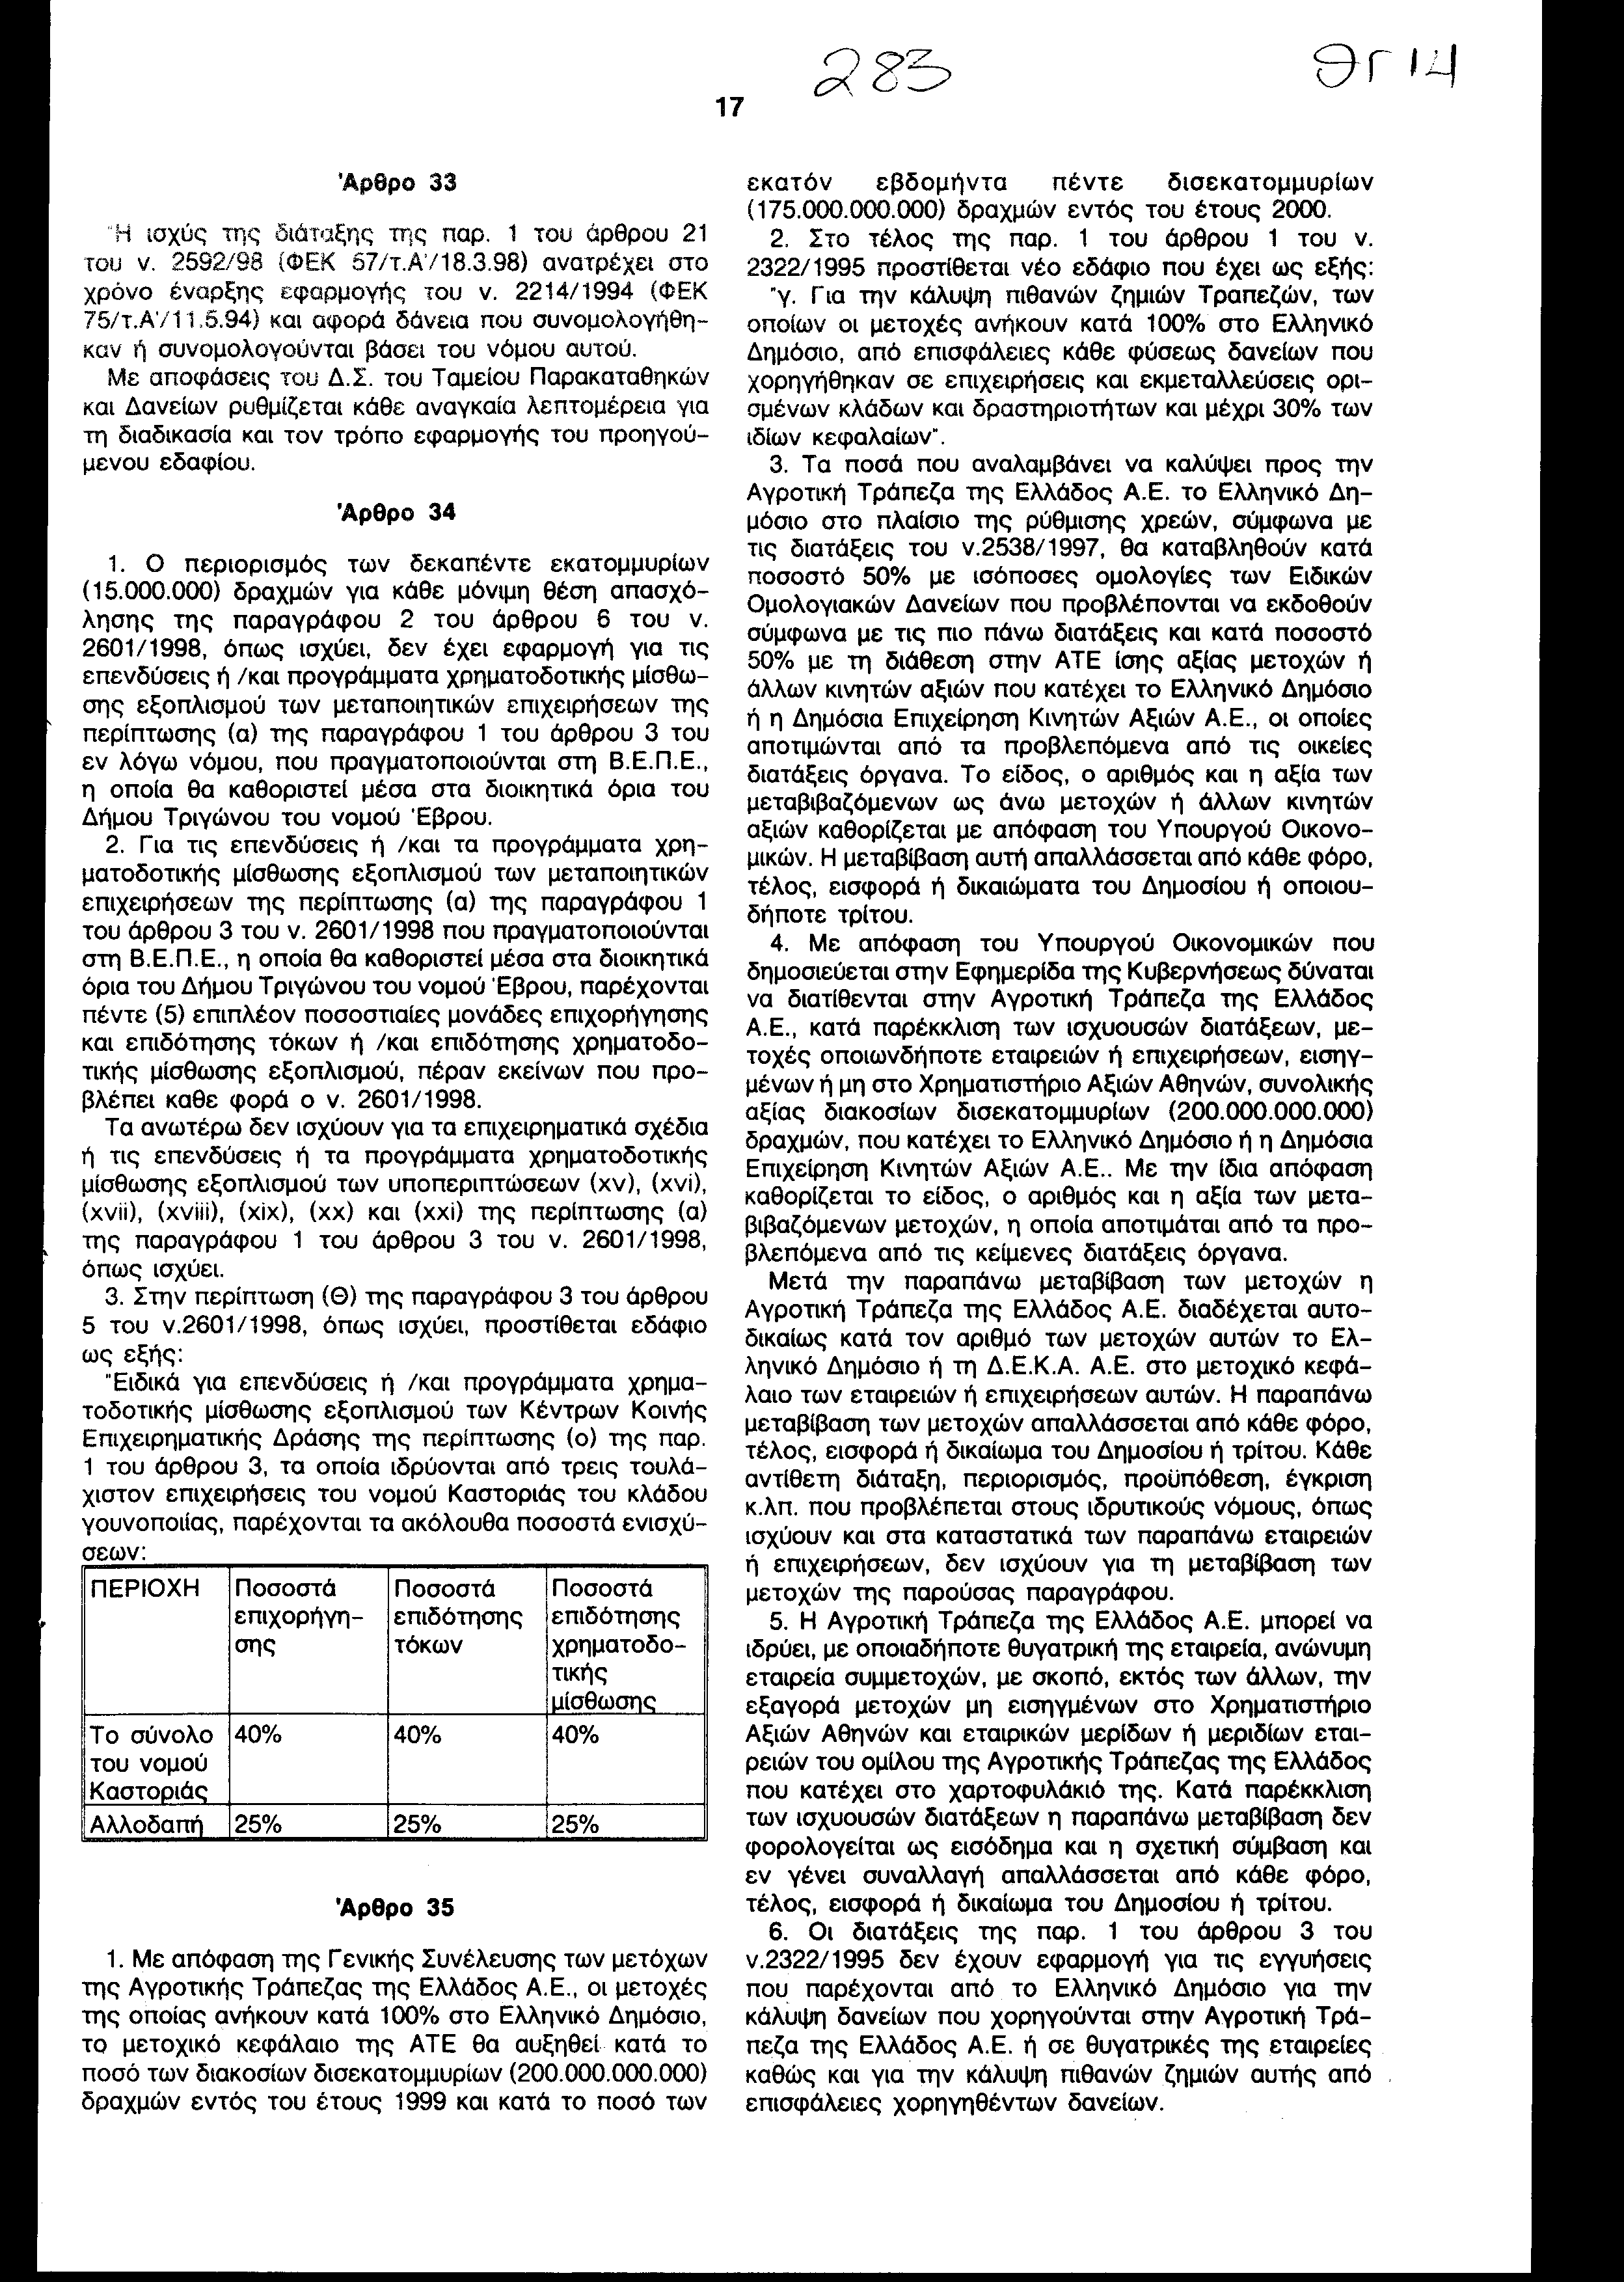 283
ΘΓ 14
17
Άρθρο 33
"Η ισχύς της διάταξης της παρ. 1 του άρθρου 21
του ν. 2592/98 (ΦΕΚ 57/τ.Α'/18.3.98) ανατρέχει στο
χρόνο έναρξης εφαρμογής του ν. 2214/1994 (ΦΕΚ
75/τ.Α'/11.5.94) και αφορά δάνεια που συνομολογήθη-
καν ή συνομολογούνται βάσει του νόμου αυτού.
Με αποφάσεις του Δ.Σ. του Ταμείου Παρακαταθηκών
και Δανείων ρυθμίζεται κάθε αναγκαία λεπτομέρεια για
τη διαδικασία και τον τρόπο εφαρμογής του προηγού-
μενου εδαφίου.
Άρθρο 34
1. Ο περιορισμός των δεκαπέντε εκατομμυρίων
(15.000.000) δραχμών για κάθε μόνιμη θέση απασχό-
λησης της παραγράφου 2 του άρθρου 6 του ν.
2601/1998, όπως ισχύει, δεν έχει εφαρμογή για τις
επενδύσεις ή /και προγράμματα χρηματοδοτικής μίσθω-
σης εξοπλισμού των μεταποιητικών επιχειρήσεων της
περίπτωσης (α) της παραγράφου 1 του άρθρου 3 του
εν λόγω νόμου, που πραγματοποιούνται στη Β.Ε.Π.Ε.,
η οποία θα καθοριστεί μέσα στα διοικητικά όρια του
Δήμου Τριγώνου του νομού Έβρου.
2. Για τις επενδύσεις ή /και τα προγράμματα χρη-
ματοδοτικής μίσθωσης εξοπλισμού των μεταποιητικών
επιχειρήσεων της περίπτωσης (α) της παραγράφου 1
του άρθρου 3 του ν. 2601/1998 που πραγματοποιούνται
στη Β.Ε.Π.Ε., η οποία θα καθοριστεί μέσα στα διοικητικά
όρια του Δήμου Τριγώνου του νομού Έβρου, παρέχονται
πέντε (5) επιπλέον ποσοστιαίες μονάδες επιχορήγησης
και επιδότησης τόκων ή /και επιδότησης χρηματοδο-
τικής μίσθωσης εξοπλισμού, πέραν εκείνων που προ-
βλέπει καθε φορά ο ν. 2601/1998.
Τα ανωτέρω δεν ισχύουν για τα επιχειρηματικά σχέδια
ή τις επενδύσεις ή τα προγράμματα χρηματοδοτικής
μίσθωσης εξοπλισμού των υποπεριπτώσεων (xv), (xvi),
(xvii), (xviii), (xix), (xx) και (xxi) της περίπτωσης (α)
της παραγράφου 1 του άρθρου 3 του ν. 2601/1998,
όπως ισχύει.
3. Στην περίπτωση (Θ) της παραγράφου 3 του άρθρου
5 του ν.2601/1998, όπως ισχύει, προστίθεται εδάφιο
ως εξής:
"Ειδικά για επενδύσεις ή /και προγράμματα χρημα-
τοδοτικής μίσθωσης εξοπλισμού των Κέντρων Κοινής
Επιχειρηματικής Δράσης της περίπτωσης (ο) της παρ.
1 του άρθρου 3, τα οποία ιδρύονται από τρεις τουλά-
χιστον επιχειρήσεις του νομού Καστοριάς του κλάδου
γουνοποιίας, παρέχονται τα ακόλουθα ποσοστά ενισχύ-
σεων:
ΠΕΡΙΟΧΗ Ποσοστά επιχορήγη-σης Ποσοστά επιδότησης τόκων Ποσοστά επιδότησης χρηματοδο-τικής μίσθωσης
Το σύνολο του νομού Καστοριάς 40% 40% 40%
Αλλοδαπή 25% 25% 25%
Άρθρο 35
1. Με απόφαση της Γενικής Συνέλευσης των μετόχων
της Αγροτικής Τράπεζας της Ελλάδος Α.Ε., οι μετοχές
της οποίας ανήκουν κατά 100% στο Ελληνικό Δημόσιο,
το μετοχικό κεφάλαιο της ΑΤΕ θα αυξηθεί κατά το
ποσό των διακοσίων δισεκατομμυρίων (200.000.000.000)
δραχμών εντός του έτους 1999 και κατά το ποσό των
εκατόν εβδομήντα πέντε δισεκατομμυρίων
(175.000.000.000) δραχμών εντός του έτους 2000.
2. Στο τέλος της παρ. 1 του άρθρου 1 του ν.
2322/1995 προστίθεται νέο εδάφιο που έχει ως εξής:
"γ. Για την κάλυψη πιθανών ζημιών Τραπεζών, των
οποίων οι μετοχές ανήκουν κατά 100% στο Ελληνικό
Δημόσιο, από επισφάλειες κάθε φύσεως δανείων που
χορηγήθηκαν σε επιχειρήσεις και εκμεταλλεύσεις ορι-
σμένων κλάδων και δραστηριοτήτων και μέχρι 30% των
ιδίων κεφαλαίων".
3. Τα ποσά που αναλαμβάνει να καλύψει προς την
Αγροτική Τράπεζα της Ελλάδος Α.Ε. το Ελληνικό Δη-
μόσιο στο πλαίσιο της ρύθμισης χρεών, σύμφωνα με
τις διατάξεις του ν.2538/1997, θα καταβληθούν κατά
ποσοστό 50% με ισόποσες ομολογίες των Ειδικών
Ομολογιακών Δανείων που προβλέπονται να εκδοθούν
σύμφωνα με τις πιο πάνω διατάξεις και κατά ποσοστό
50% με τη διάθεση στην ΑΤΕ ίσης αξίας μετοχών ή
άλλων κινητών αξιών που κατέχει το Ελληνικό Δημόσιο
ή η Δημόσια Επιχείρηση Κινητών Αξιών Α.Ε., οι οποίες
αποτιμώνται από τα προβλεπόμενα από τις οικείες
διατάξεις όργανα. Το είδος, ο αριθμός και η αξία των
μεταβιβαζόμενων ως άνω μετοχών ή άλλων κινητών
αξιών καθορίζεται με απόφαση του Υπουργού Οικονο-
μικών. Η μεταβίβαση αυτή απαλλάσσεται από κάθε φόρο,
τέλος, εισφορά ή δικαιώματα του Δημοσίου ή οποιου-
δήποτε τρίτου.
4. Με απόφαση του Υπουργού Οικονομικών που
δημοσιεύεται στην Εφημερίδα της Κυβερνήσεως δύναται
να διατίθενται στην Αγροτική Τράπεζα της Ελλάδος
Α.Ε., κατά παρέκκλιση των ισχυουσών διατάξεων, με-
τοχές οποιωνδήποτε εταιρειών ή επιχειρήσεων, εισηγ-
μένων ή μη στο Χρηματιστήριο Αξιών Αθηνών, συνολικής
αξίας διακοσίων δισεκατομμυρίων (200.000.000.000)
δραχμών, που κατέχει το Ελληνικό Δημόσιο ή η Δημόσια
Επιχείρηση Κινητών Αξιών Α.Ε.. Με την ίδια απόφαση
καθορίζεται το είδος, ο αριθμός και η αξία των μετα-
βιβαζόμενων μετοχών, η οποία αποτιμάται από τα προ-
βλεπόμενα από τις κείμενες διατάξεις όργανα.
Μετά την παραπάνω μεταβίβαση των μετοχών η
Αγροτική Τράπεζα της Ελλάδος Α.Ε. διαδέχεται αυτο-
δικαίως κατά τον αριθμό των μετοχών αυτών το Ελ-
ληνικό Δημόσιο ή τη Δ.Ε.Κ.Α. Α.Ε. στο μετοχικό κεφά-
λαιο των εταιρειών ή επιχειρήσεων αυτών. Η παραπάνω
μεταβίβαση των μετοχών απαλλάσσεται από κάθε φόρο,
τέλος, εισφορά ή δικαίωμα του Δημοσίου ή τρίτου. Κάθε
αντίθετη διάταξη, περιορισμός, προϋπόθεση, έγκριση
κ.λπ. που προβλέπεται στους ιδρυτικούς νόμους, όπως
ισχύουν και στα καταστατικά των παραπάνω εταιρειών
ή επιχειρήσεων, δεν ισχύουν για τη μεταβίβαση των
μετοχών της παρούσας παραγράφου.
5. Η Αγροτική Τράπεζα της Ελλάδος Α.Ε. μπορεί να
ιδρύει, με οποιαδήποτε θυγατρική της εταιρεία, ανώνυμη
εταιρεία συμμετοχών, με σκοπό, εκτός των άλλων, την
εξαγορά μετοχών μη εισηγμένων στο Χρηματιστήριο
Αξιών Αθηνών και εταιρικών μερίδων ή μεριδίων εται-
ρειών του ομίλου της Αγροτικής Τράπεζας της Ελλάδος
που κατέχει στο χαρτοφυλάκιό της. Κατά παρέκκλιση
των ισχυουσών διατάξεων η παραπάνω μεταβίβαση δεν
φορολογείται ως εισόδημα και η σχετική σύμβαση και
εν γένει συναλλαγή απαλλάσσεται από κάθε φόρο,
τέλος, εισφορά ή δικαίωμα του Δημοσίου ή τρίτου.
6. Οι διατάξεις της παρ. 1 του άρθρου 3 του
ν.2322/1995 δεν έχουν εφαρμογή για τις εγγυήσεις
που παρέχονται από το Ελληνικό Δημόσιο για την
κάλυψη δανείων που χορηγούνται στην Αγροτική Τρά-
πεζα της Ελλάδος Α.Ε. ή σε θυγατρικές της εταιρείες
καθώς και για την κάλυψη πιθανών ζημιών αυτής από
επισφάλειες χορηγηθέντων δανείων.